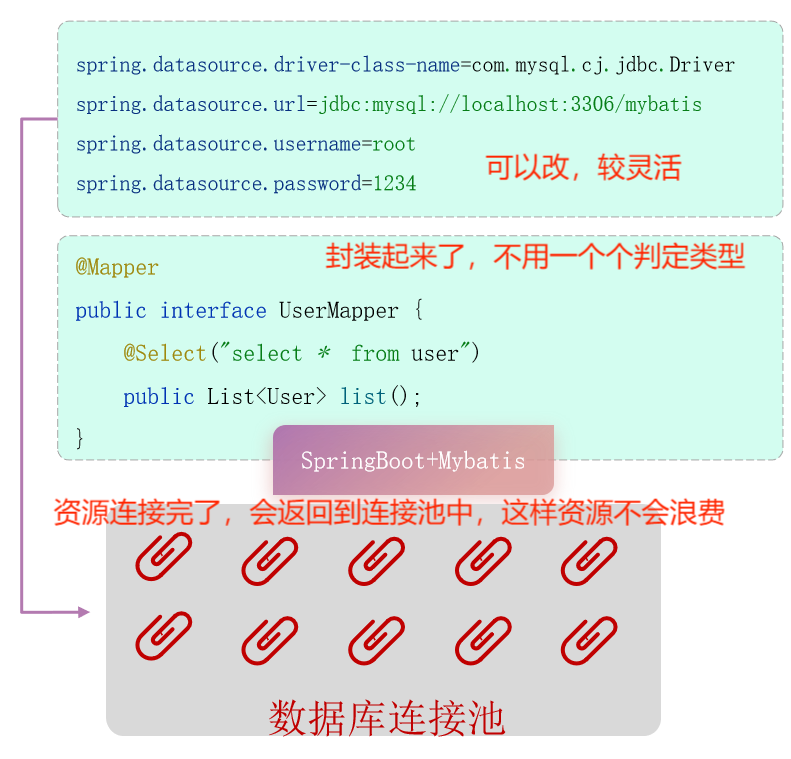 spring.datasource.driver-class-name=com.mysql.cj.jdbc.Driver
spring.datasource.url=jdbc:mysql://localhost:3306/mybatis
spring.datasource.username=root
spring.datasource.password=1234
可以改，较灵活
封装起来了，不用一个个判定类型
@Mapper
public interface UserMapper {
    @Select("select * from user")
    public List<User> list();
}
SpringBoot+Mybatis
资源连接完了，会返回到连接池中，这样资源不会浪费
数据库连接池